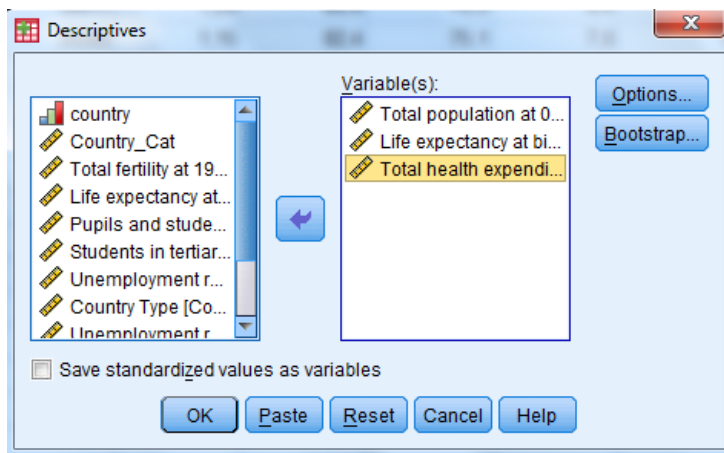 Descriptives
Variable(s):
country
Country_Cat
Total fertility at 19...
Life expectancy at...
Pupils and stude...
Students in tertiar...
Unemployment r...
Country Type [Co...
Unemployment r
Total population at 0...
Life expectancy at bi...
Total health expendi...
Options...
Bootstrap...
Save standardized values as variables
OK Paste Reset Cancel Help